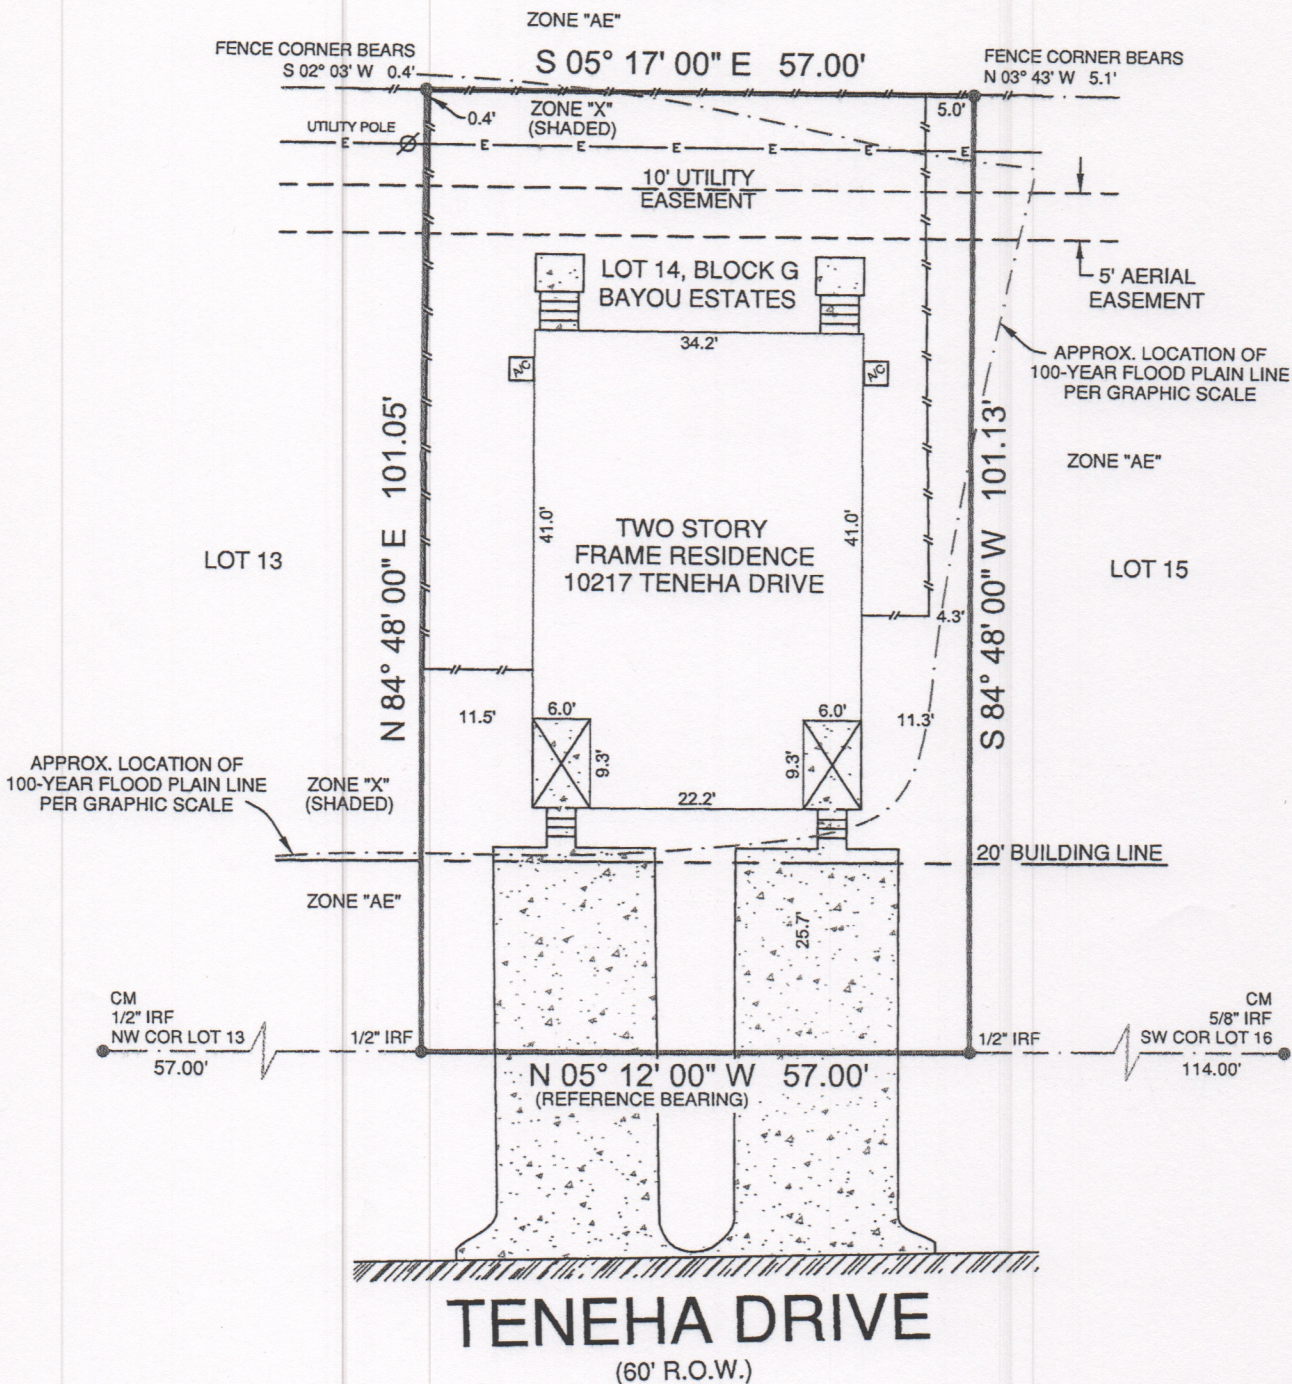 ZONE "AE"
S 05° 17' 00" E 57.00'
FENCE CORNER BEARS
S 02° 03' W 0.4'
FENCE CORNER BEARS
N 03° 43' W 5.1'
0.4'
ZONE "X"
(SHADED)
5.0'
UTILITY POLE
E E E E E E E
10' UTILITY
EASEMENT
LOT 14, BLOCK G
BAYOU ESTATES
5' AERIAL
EASEMENT
34.2'
A/C
A/C
APPROX. LOCATION OF
100-YEAR FLOOD PLAIN LINE
PER GRAPHIC SCALE
N 84° 48' 00" E 101.05'
S 84° 48' 00" W 101.13'
ZONE "AE"
41.0'
41.0'
TWO STORY
FRAME RESIDENCE
10217 TENEHA DRIVE
LOT 13
LOT 15
4.3'
11.5'
6.0'
6.0'
11.3'
9.3'
9.3'
22.2'
APPROX. LOCATION OF
100-YEAR FLOOD PLAIN LINE
PER GRAPHIC SCALE
ZONE "X"
(SHADED)
20' BUILDING LINE
ZONE "AE"
25.7'
CM
1/2" IRF
NW COR LOT 13
57.00'
1/2" IRF
1/2" IRF
CM
5/8" IRF
SW COR LOT 16
114.00'
N 05° 12' 00" W 57.00'
(REFERENCE BEARING)
TENEHA DRIVE
(60' R.O.W.)